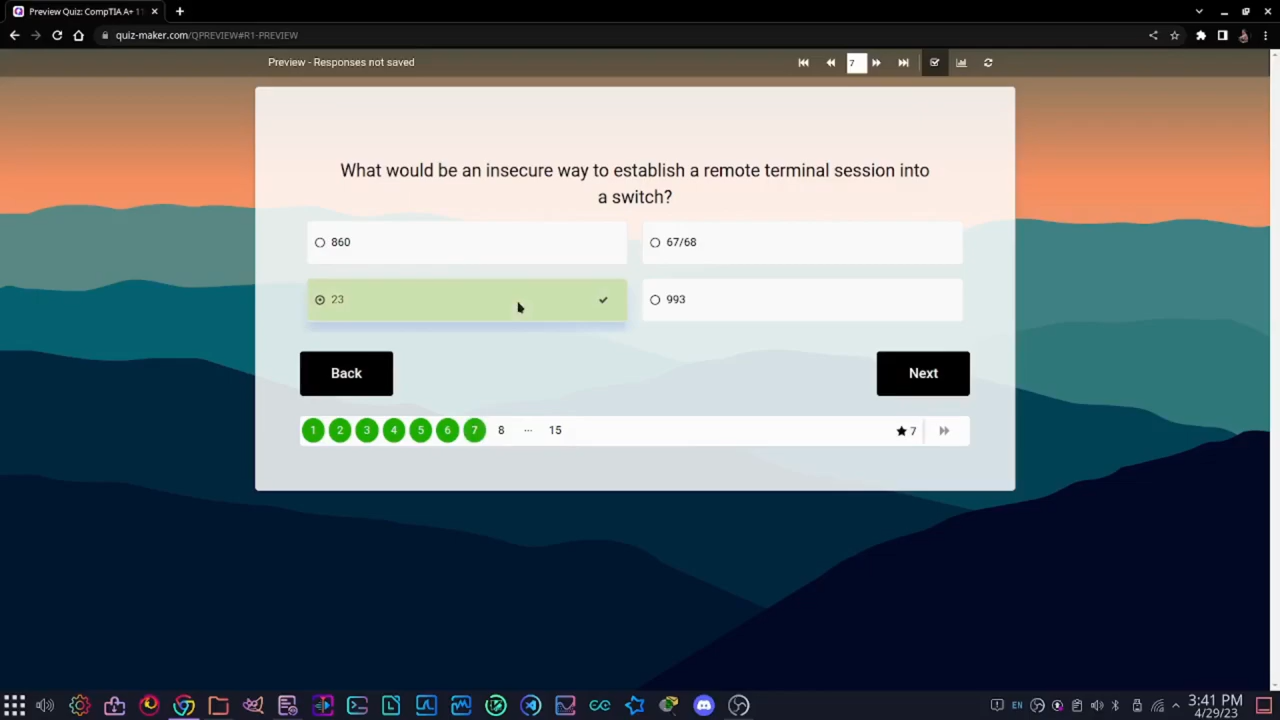 Preview Quiz: CompTIA A+ 11
quiz-maker.com/QPREVIEW#R1-PREVIEW
Preview - Responses not saved
7
What would be an insecure way to establish a remote terminal session into
a switch?
860
67/68
23
993
Back
Next
1 2 3 4 5 6 7 8 ... 15
7
EN
3:41 PM
4/29/23